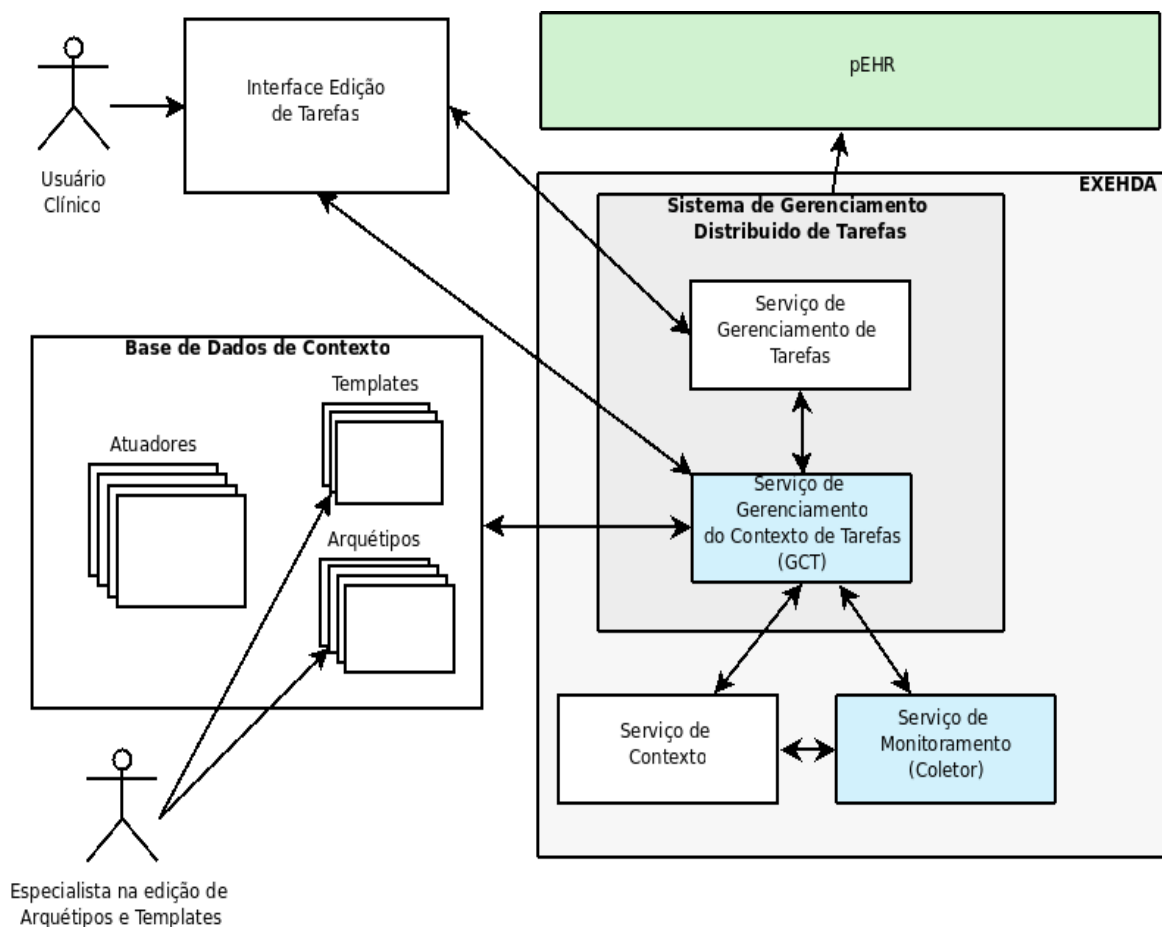 Usuário
Clínico
Interface Edição
de Tarefas
pEHR
EXEHDA
Sistema de Gerenciamento
Distribuido de Tarefas
Serviço de
Gerenciamento de
Tarefas
Base de Dados de Contexto
Templates
Atuadores
Arquétipos
Serviço de
Gerenciamento
do Contexto de Tarefas
(GCT)
Serviço de
Contexto
Serviço de
Monitoramento
(Coletor)
Especialista na edição de
Arquétipos e Templates